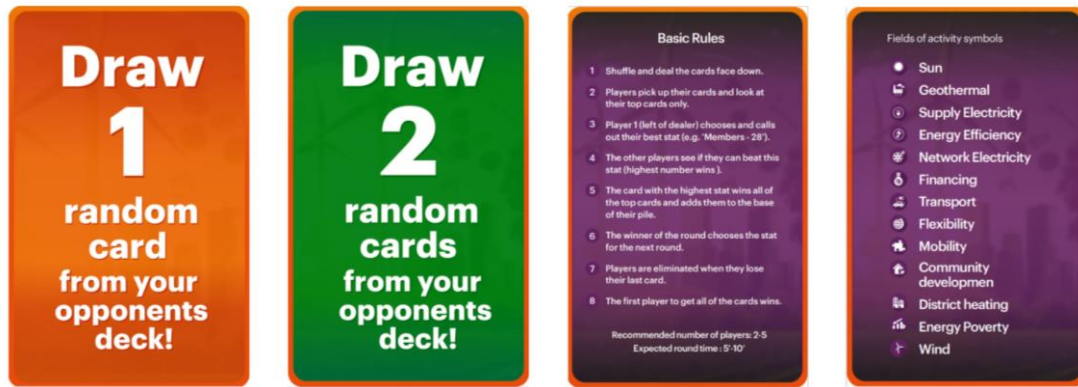 Draw
1
random
card
from your
opponents
deck!
Draw
2
random
cards
from your
opponents
deck!
Basic Rules
1 Shuffle and deal the cards face down.
2 Players pick up their cards and look at
their top cards only.
3 Player 1 (left of dealer) chooses and calls
out their best stat (e.g. 'Members - 28').
4 The other players see if they can beat this
stat (highest number wins ).
5 The card with the highest stat wins all of
the top cards and adds them to the base
of their pile.
6 The winner of the round chooses the stat
for the next round.
7 Players are eliminated when they lose
their last card.
8 The first player to get all of the cards wins.
Recommended number of players: 2-5
Expected round time : 5'-10'
Fields of activity symbols
Sun
Geothermal
Supply Electricity
Energy Efficiency
Network Electricity
Financing
Transport
Flexibility
Mobility
Community
developmen
District heating
Energy Poverty
Wind